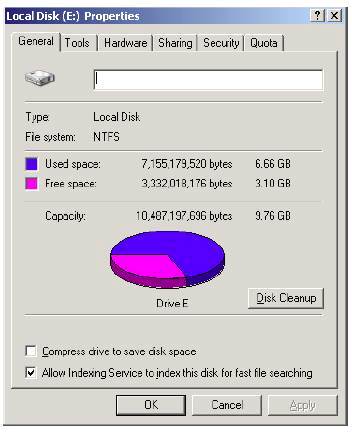 Local Disk (E:) Properties
General Tools Hardware Sharing Security Quota
Type: Local Disk
File system: NTFS
Used space: 7,155,179,520 bytes 6.66 GB
Free space: 3,332,018,176 bytes 3.10 GB
Capacity: 10,487,197,696 bytes 9.76 GB
Drive E
Disk Cleanup
Compress drive to save disk space
Allow Indexing Service to index this disk for fast file searching
OK Cancel Apply